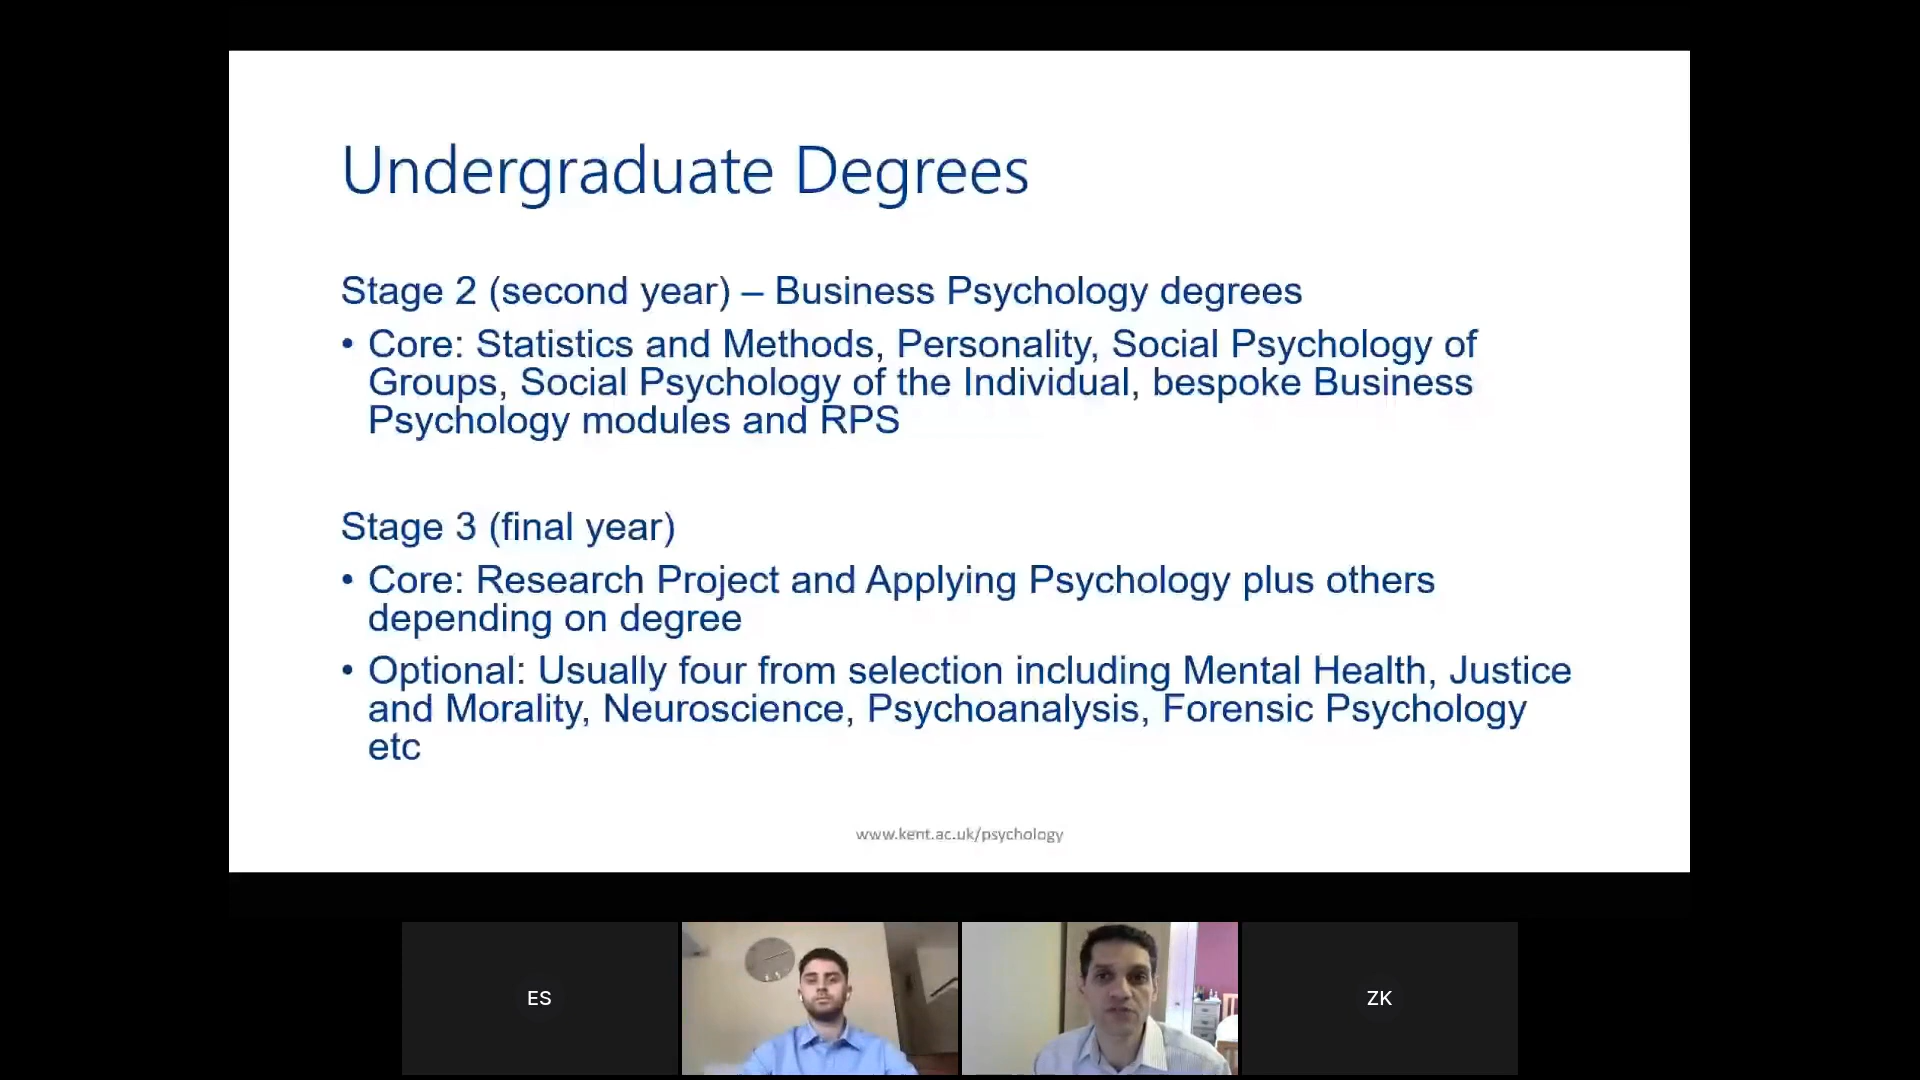 Undergraduate Degrees
Stage 2 (second year) – Business Psychology degrees
• Core: Statistics and Methods, Personality, Social Psychology of
Groups, Social Psychology of the Individual, bespoke Business
Psychology modules and RPS
Stage 3 (final year)
• Core: Research Project and Applying Psychology plus others
depending on degree
• Optional: Usually four from selection including Mental Health, Justice
and Morality, Neuroscience, Psychoanalysis, Forensic Psychology
etc
www.kent.ac.uk/psychology
ES
ZK